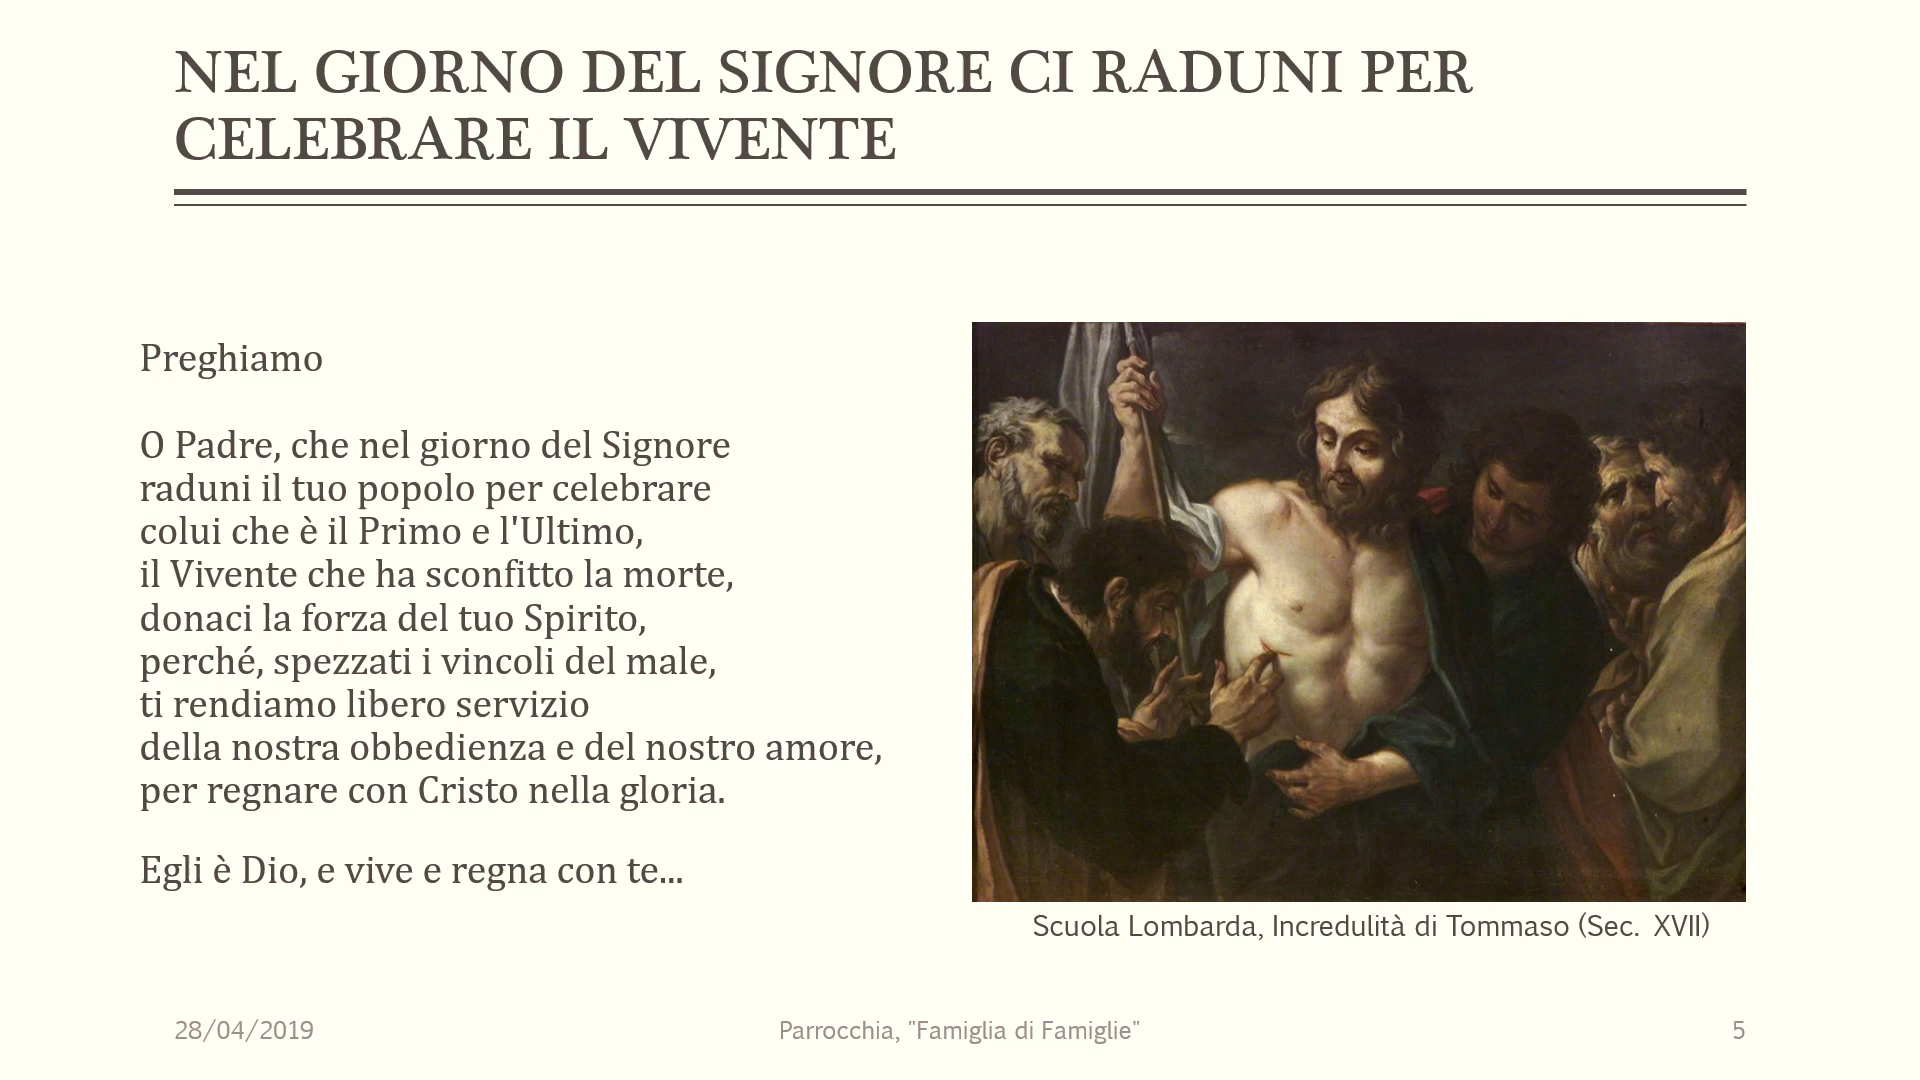 NEL GIORNO DEL SIGNORE CI RADUNI PER
CELEBRARE IL VIVENTE
Preghiamo
O Padre, che nel giorno del Signore
raduni il tuo popolo per celebrare
colui che è il Primo e l'Ultimo,
il Vivente che ha sconfitto la morte,
donaci la forza del tuo Spirito,
perché, spezzati i vincoli del male,
ti rendiamo libero servizio
della nostra obbedienza e del nostro amore,
per regnare con Cristo nella gloria.
Egli è Dio, e vive e regna con te...
Scuola Lombarda, Incredulità di Tommaso (Sec. XVII)
28/04/2019
Parrocchia, "Famiglia di Famiglie"
5